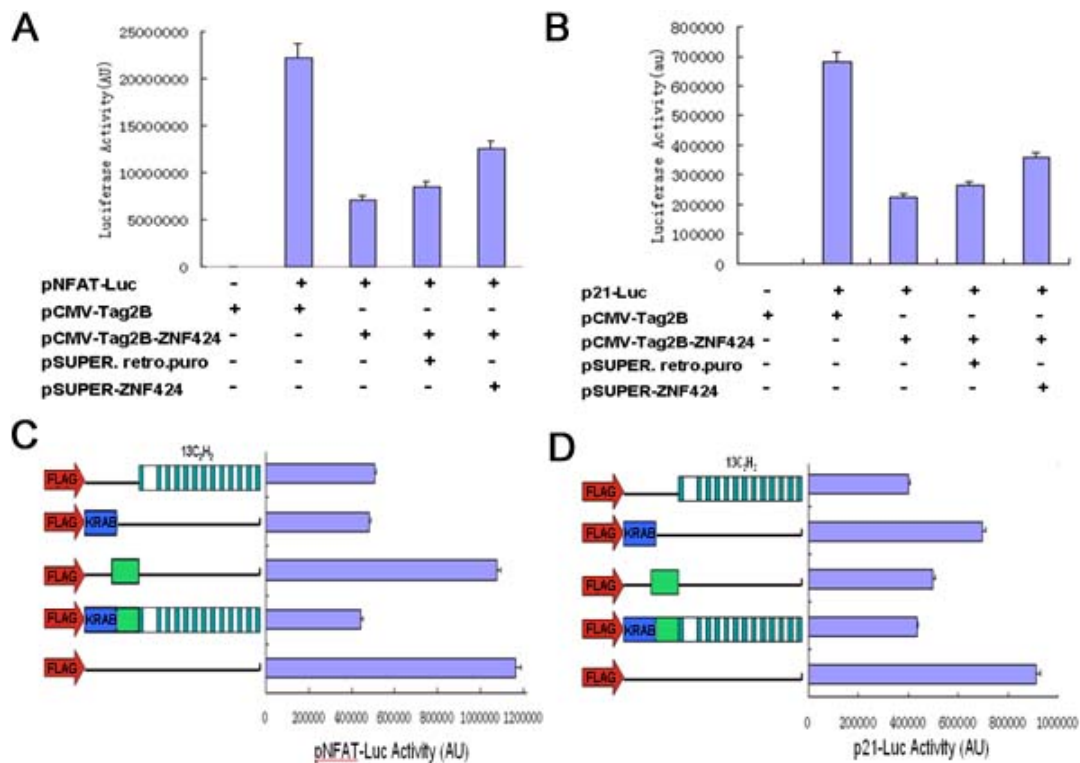 A
Luciferase Activity(AU)
25000000
20000000
15000000
10000000
5000000
0
pNFAT-Luc - + + + +
pCMV-Tag2B + + - - -
pCMV-Tag2B-ZNF424 - - + + +
pSUPER. retro.puro - - - + -
pSUPER-ZNF424 - - - - +
B
Luciferase Activity(au)
800000
700000
600000
500000
400000
300000
200000
100000
0
p21-Luc - + + + +
pCMV-Tag2B + + - - -
pCMV-Tag2B-ZNF424 - - + + +
pSUPER. retro.puro - - - + -
pSUPER-ZNF424 - - - - +
C
13C₂H₂
FLAG
FLAG KRAB
FLAG
FLAG KRAB
FLAG
0 200000 400000 600000 800000 1000000 1200000
pNFAT-Luc Activity (AU)
D
13C₂H₂
FLAG
FLAG KRAB
FLAG
FLAG KRAB
FLAG
0 200000 400000 600000 800000 1000000
p21-Luc Activity (AU)